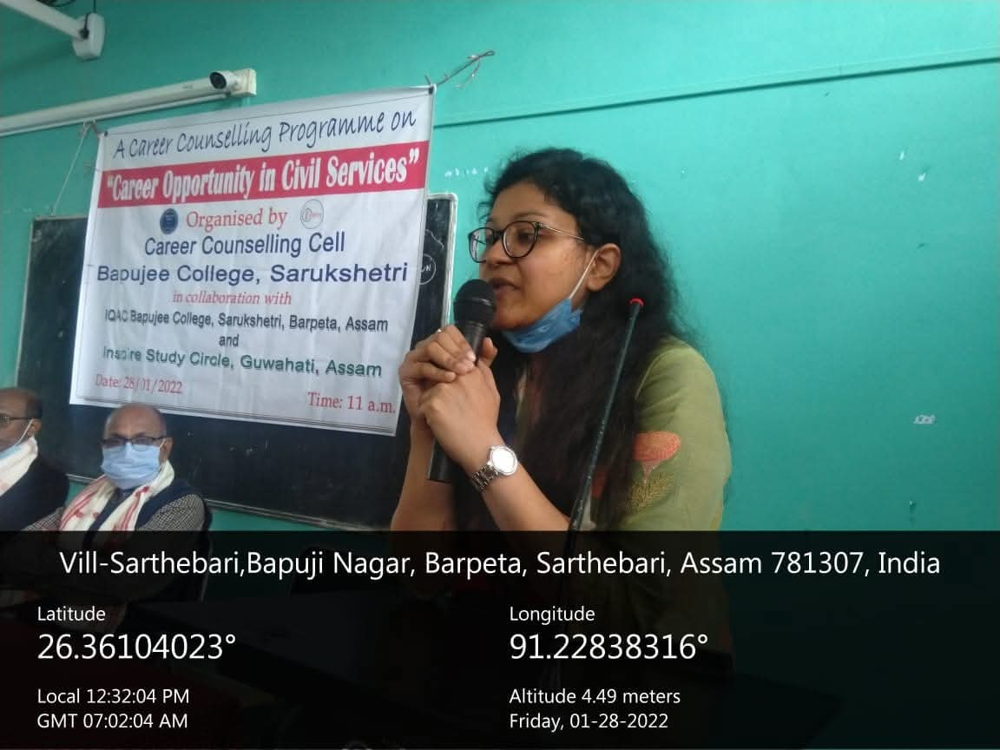 A Career Counselling Programme on
"Career Opportunity in Civil Services"
Organised by
Career Counselling Cell
Bapujee College, Sarukshetri
in collaboration with
IQAC Bapujee College, Sarukshetri, Barpeta, Assam
and
Inspire Study Circle, Guwahati, Assam
Date: 28/01/2022
Time: 11 a.m.
Vill-Sarthebari,Bapuji Nagar, Barpeta, Sarthebari, Assam 781307, India
Latitude
26.36104023°
Longitude
91.22838316°
Local 12:32:04 PM
GMT 07:02:04 AM
Altitude 4.49 meters
Friday, 01-28-2022